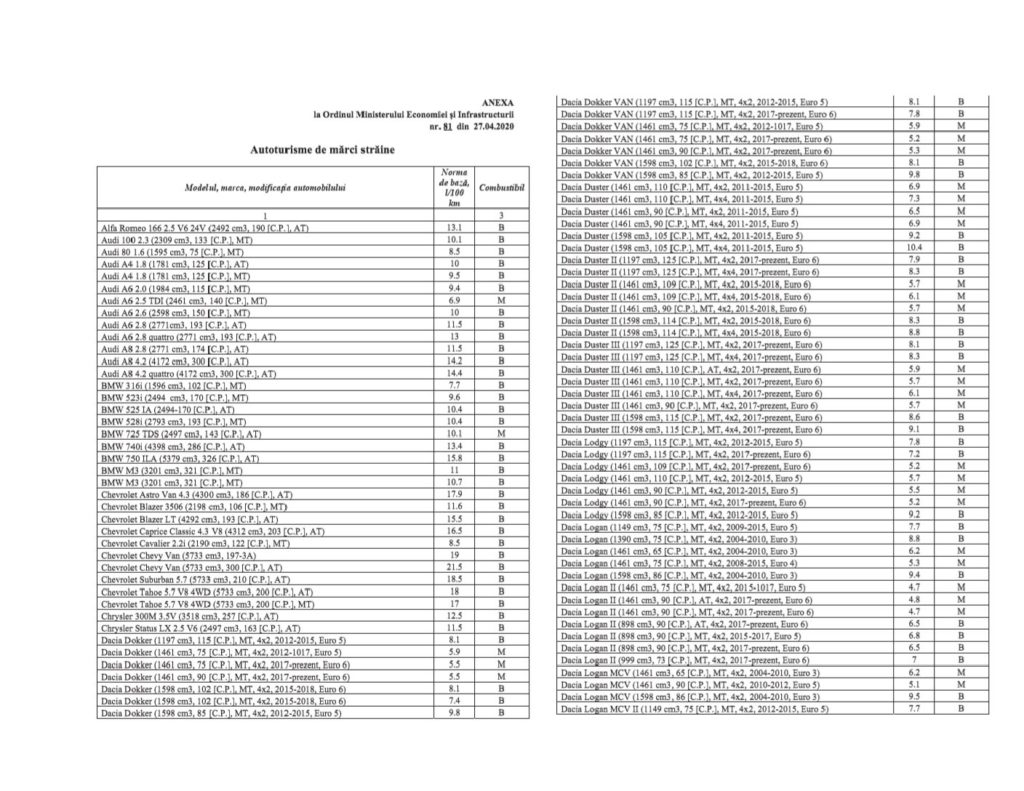 ANEXA
la Ordinul Ministerului Economiei și Infrastructurii
nr. 81 din 27.04.2020
Autoturisme de mărci străine
Modelul, marca, modificația automobilului Norma de bază, l/100 km Combustibil
1 3
Alfa Romeo 166 2.5 V6 24V (2492 cm3, 190 [C.P.], AT) 13.1 B
Audi 100 2.3 (2309 cm3, 133 [C.P.], MT) 10.1 B
Audi 80 1.6 (1595 cm3, 75 [C.P.], MT) 8.5 B
Audi A4 1.8 (1781 cm3, 125 [C.P.], AT) 10 B
Audi A4 1.8 (1781 cm3, 125 [C.P.], MT) 9.5 B
Audi A6 2.0 (1984 cm3, 115 [C.P.], MT) 9.4 B
Audi A6 2.5 TDI (2461 cm3, 140 [C.P.], MT) 6.9 M
Audi A6 2.6 (2598 cm3, 150 [C.P.], MT) 10 B
Audi A6 2.8 (2771cm3, 193 [C.P.], AT) 11.5 B
Audi A6 2.8 quattro (2771 cm3, 193 [C.P.], AT) 13 B
Audi A8 2.8 (2771 cm3, 174 [C.P.], AT) 11.5 B
Audi A8 4.2 (4172 cm3, 300 [C.P.], AT) 14.2 B
Audi A8 4.2 quattro (4172 cm3, 300 [C.P.], AT) 14.4 B
BMW 316i (1596 cm3, 102 [C.P.], MT) 7.7 B
BMW 523i (2494 cm3, 170 [C.P.], MT) 9.6 B
BMW 525 IA (2494-170 [C.P.], AT) 10.4 B
BMW 528i (2793 cm3, 193 [C.P.], MT) 10.4 B
BMW 725 TDS (2497 cm3, 143 [C.P.], AT) 10.1 M
BMW 740i (4398 cm3, 286 [C.P.], AT) 13.4 B
BMW 750 ILA (5379 cm3, 326 [C.P.], AT) 15.8 B
BMW M3 (3201 cm3, 321 [C.P.], MT) 11 B
BMW M3 (3201 cm3, 321 [C.P.], MT) 10.7 B
Chevrolet Astro Van 4.3 (4300 cm3, 186 [C.P.], AT) 17.9 B
Chevrolet Blazer 3506 (2198 cm3, 106 [C.P.], MT) 11.6 B
Chevrolet Blazer LT (4292 cm3, 193 [C.P.], AT) 15.5 B
Chevrolet Caprice Classic 4.3 V8 (4312 cm3, 203 [C.P.], AT) 16.5 B
Chevrolet Cavalier 2.2i (2190 cm3, 122 [C.P.], MT) 8.5 B
Chevrolet Chevy Van (5733 cm3, 197-3A) 19 B
Chevrolet Chevy Van (5733 cm3, 300 [C.P.], AT) 21.5 B
Chevrolet Suburban 5.7 (5733 cm3, 210 [C.P.], AT) 18.5 B
Chevrolet Tahoe 5.7 V8 4WD (5733 cm3, 200 [C.P.], AT) 18 B
Chevrolet Tahoe 5.7 V8 4WD (5733 cm3, 200 [C.P.], MT) 17 B
Chrysler 300M 3.5V (3518 cm3, 257 [C.P.], AT) 12.5 B
Chrysler Status LX 2.5 V6 (2497 cm3, 163 [C.P.], AT) 11.5 B
Dacia Dokker (1197 cm3, 115 [C.P.], MT, 4x2, 2012-2015, Euro 5) 8.1 B
Dacia Dokker (1461 cm3, 75 [C.P.], MT, 4x2, 2012-1017, Euro 5) 5.9 M
Dacia Dokker (1461 cm3, 75 [C.P.], MT, 4x2, 2017-prezent, Euro 6) 5.5 M
Dacia Dokker (1461 cm3, 90 [C.P.], MT, 4x2, 2017-prezent, Euro 6) 5.5 M
Dacia Dokker (1598 cm3, 102 [C.P.], MT, 4x2, 2015-2018, Euro 6) 8.1 B
Dacia Dokker (1598 cm3, 102 [C.P.], MT, 4x2, 2015-2018, Euro 6) 7.4 B
Dacia Dokker (1598 cm3, 85 [C.P.], MT, 4x2, 2012-2015, Euro 5) 9.8 B
Dacia Dokker VAN (1197 cm3, 115 [C.P.], MT, 4x2, 2012-2015, Euro 5) 8.1 B
Dacia Dokker VAN (1197 cm3, 115 [C.P.], MT, 4x2, 2017-prezent, Euro 6) 7.8 B
Dacia Dokker VAN (1461 cm3, 75 [C.P.], MT, 4x2, 2012-1017, Euro 5) 5.9 M
Dacia Dokker VAN (1461 cm3, 75 [C.P.], MT, 4x2, 2017-prezent, Euro 6) 5.2 M
Dacia Dokker VAN (1461 cm3, 90 [C.P.], MT, 4x2, 2017-prezent, Euro 6) 5.3 M
Dacia Dokker VAN (1598 cm3, 102 [C.P.], MT, 4x2, 2015-2018, Euro 6) 8.1 B
Dacia Dokker VAN (1598 cm3, 85 [C.P.], MT, 4x2, 2012-2015, Euro 5) 9.8 B
Dacia Duster (1461 cm3, 110 [C.P.], MT, 4x2, 2011-2015, Euro 5) 6.9 M
Dacia Duster (1461 cm3, 110 [C.P.], MT, 4x4, 2011-2015, Euro 5) 7.3 M
Dacia Duster (1461 cm3, 90 [C.P.], MT, 4x2, 2011-2015, Euro 5) 6.5 M
Dacia Duster (1461 cm3, 90 [C.P.], MT, 4x4, 2011-2015, Euro 5) 6.9 M
Dacia Duster (1598 cm3, 105 [C.P.], MT, 4x2, 2011-2015, Euro 5) 9.2 B
Dacia Duster (1598 cm3, 105 [C.P.], MT, 4x4, 2011-2015, Euro 5) 10.4 B
Dacia Duster II (1197 cm3, 125 [C.P.], MT, 4x2, 2017-prezent, Euro 6) 7.9 B
Dacia Duster II (1197 cm3, 125 [C.P.], MT, 4x4, 2017-prezent, Euro 6) 8.3 B
Dacia Duster II (1461 cm3, 109 [C.P.], MT, 4x2, 2015-2018, Euro 6) 5.7 M
Dacia Duster II (1461 cm3, 109 [C.P.], MT, 4x4, 2015-2018, Euro 6) 6.1 M
Dacia Duster II (1461 cm3, 90 [C.P.], MT, 4x2, 2015-2018, Euro 6) 5.7 M
Dacia Duster II (1598 cm3, 114 [C.P.], MT, 4x2, 2015-2018, Euro 6) 8.3 B
Dacia Duster II (1598 cm3, 114 [C.P.], MT, 4x4, 2015-2018, Euro 6) 8.8 B
Dacia Duster III (1197 cm3, 125 [C.P.], MT, 4x2, 2017-prezent, Euro 6) 8.1 B
Dacia Duster III (1197 cm3, 125 [C.P.], MT, 4x4, 2017-prezent, Euro 6) 8.3 B
Dacia Duster III (1461 cm3, 110 [C.P.], AT, 4x2, 2017-prezent, Euro 6) 5.9 M
Dacia Duster III (1461 cm3, 110 [C.P.], MT, 4x2, 2017-prezent, Euro 6) 5.7 M
Dacia Duster III (1461 cm3, 110 [C.P.], MT, 4x4, 2017-prezent, Euro 6) 6.1 M
Dacia Duster III (1461 cm3, 90 [C.P.], MT, 4x2, 2017-prezent, Euro 6) 5.7 M
Dacia Duster III (1598 cm3, 115 [C.P.], MT, 4x2, 2017-prezent, Euro 6) 8.6 B
Dacia Duster III (1598 cm3, 115 [C.P.], MT, 4x4, 2017-prezent, Euro 6) 9.1 B
Dacia Lodgy (1197 cm3, 115 [C.P.], MT, 4x2, 2012-2015, Euro 5) 7.8 B
Dacia Lodgy (1197 cm3, 115 [C.P.], MT, 4x2, 2017-prezent, Euro 6) 7.2 B
Dacia Lodgy (1461 cm3, 109 [C.P.], MT, 4x2, 2017-prezent, Euro 6) 5.2 M
Dacia Lodgy (1461 cm3, 110 [C.P.], MT, 4x2, 2012-2015, Euro 5) 5.7 M
Dacia Lodgy (1461 cm3, 90 [C.P.], MT, 4x2, 2012-2015, Euro 5) 5.5 M
Dacia Lodgy (1461 cm3, 90 [C.P.], MT, 4x2, 2017-prezent, Euro 6) 5.2 M
Dacia Lodgy (1598 cm3, 85 [C.P.], MT, 4x2, 2012-2015, Euro 5) 9.2 B
Dacia Logan (1149 cm3, 75 [C.P.], MT, 4x2, 2009-2015, Euro 5) 7.7 B
Dacia Logan (1390 cm3, 75 [C.P.], MT, 4x2, 2004-2010, Euro 3) 8.8 B
Dacia Logan (1461 cm3, 65 [C.P.], MT, 4x2, 2004-2010, Euro 3) 6.2 M
Dacia Logan (1461 cm3, 75 [C.P.], MT, 4x2, 2008-2015, Euro 4) 5.3 M
Dacia Logan (1598 cm3, 86 [C.P.], MT, 4x2, 2004-2010, Euro 3) 9.4 B
Dacia Logan II (1461 cm3, 75 [C.P.], MT, 4x2, 2015-1017, Euro 5) 4.7 M
Dacia Logan II (1461 cm3, 90 [C.P.], AT, 4x2, 2017-prezent, Euro 6) 4.8 M
Dacia Logan II (1461 cm3, 90 [C.P.], MT, 4x2, 2017-prezent, Euro 6) 4.7 M
Dacia Logan II (898 cm3, 90 [C.P.], AT, 4x2, 2017-prezent, Euro 6) 6.5 B
Dacia Logan II (898 cm3, 90 [C.P.], MT, 4x2, 2015-2017, Euro 5) 6.8 B
Dacia Logan II (898 cm3, 90 [C.P.], MT, 4x2, 2017-prezent, Euro 6) 6.5 B
Dacia Logan II (999 cm3, 73 [C.P.], MT, 4x2, 2017-prezent, Euro 6) 7 B
Dacia Logan MCV (1461 cm3, 65 [C.P.], MT, 4x2, 2004-2010, Euro 3) 6.2 M
Dacia Logan MCV (1461 cm3, 90 [C.P.], MT, 4x2, 2010-2012, Euro 5) 5.1 M
Dacia Logan MCV (1598 cm3, 86 [C.P.], MT, 4x2, 2004-2010, Euro 3) 9.5 B
Dacia Logan MCV II (1149 cm3, 75 [C.P.], MT, 4x2, 2012-2015, Euro 5) 7.7 B